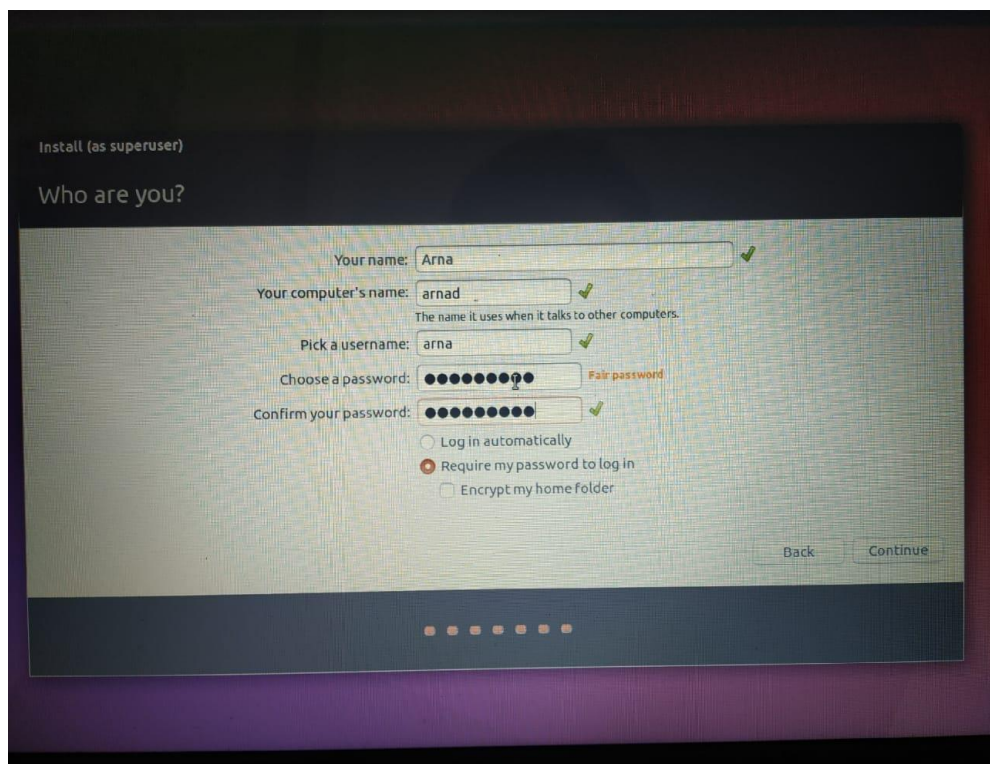 Install (as superuser)
Who are you?
Your name: Arna
Your computer's name: arnad
The name it uses when it talks to other computers.
Pick a username: arna
Choose a password: ●●●●●●●●● Fair password
Confirm your password: ●●●●●●●●●
Log in automatically
Require my password to log in
Encrypt my home folder
Back Continue